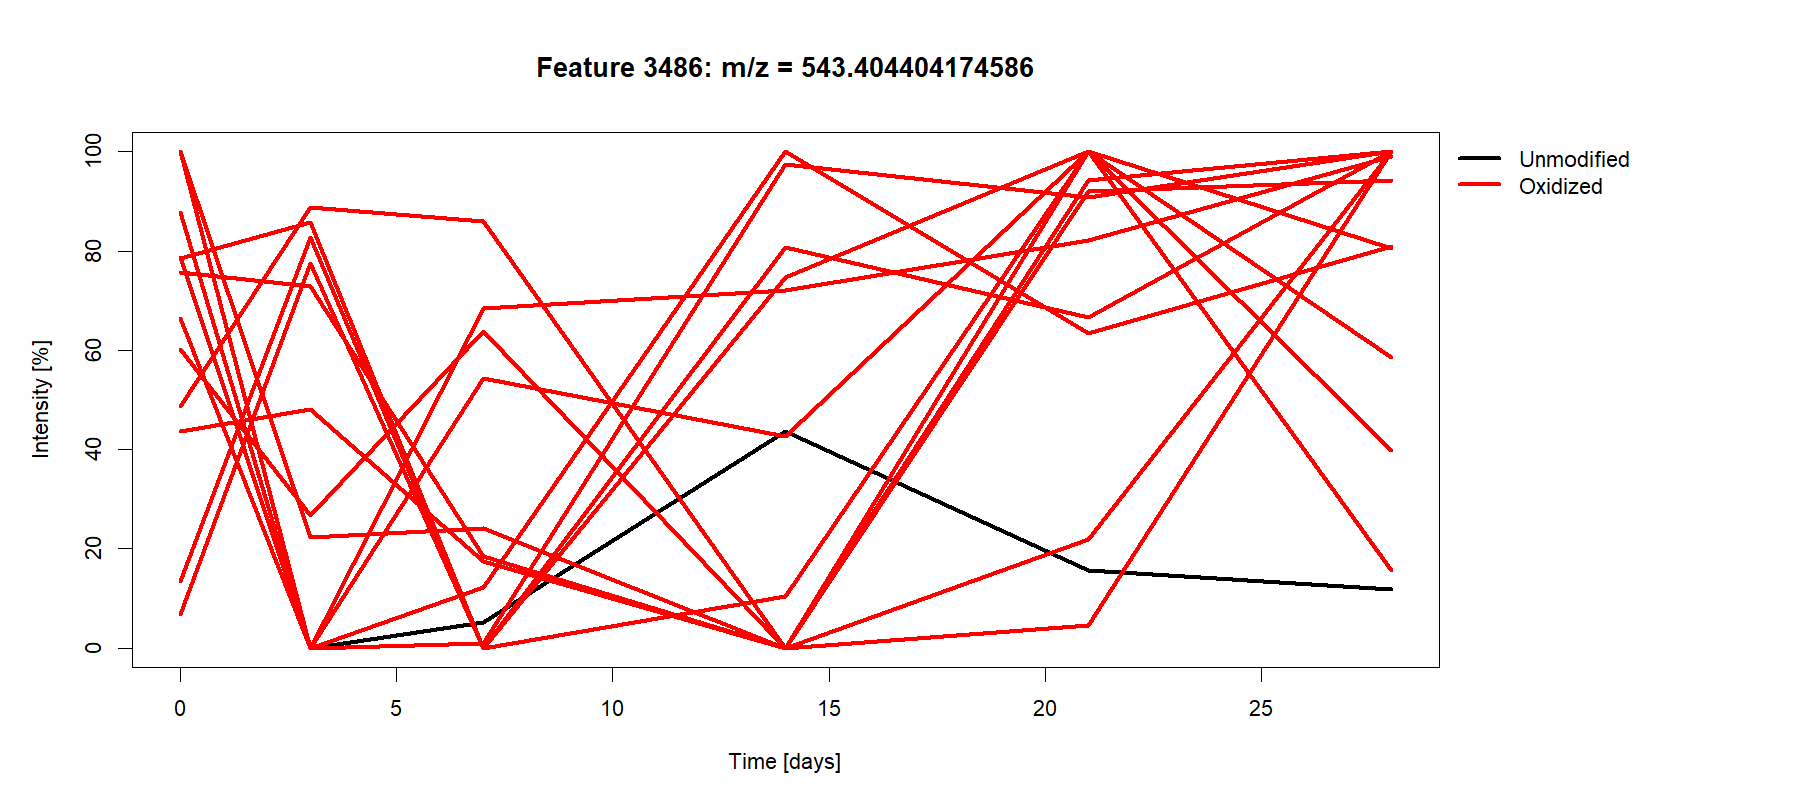 Feature 3486: m/z = 543.404404174586
Unmodified
Oxidized
Intensity [%]
100
80
60
40
20
0
0 5 10 15 20 25
Time [days]